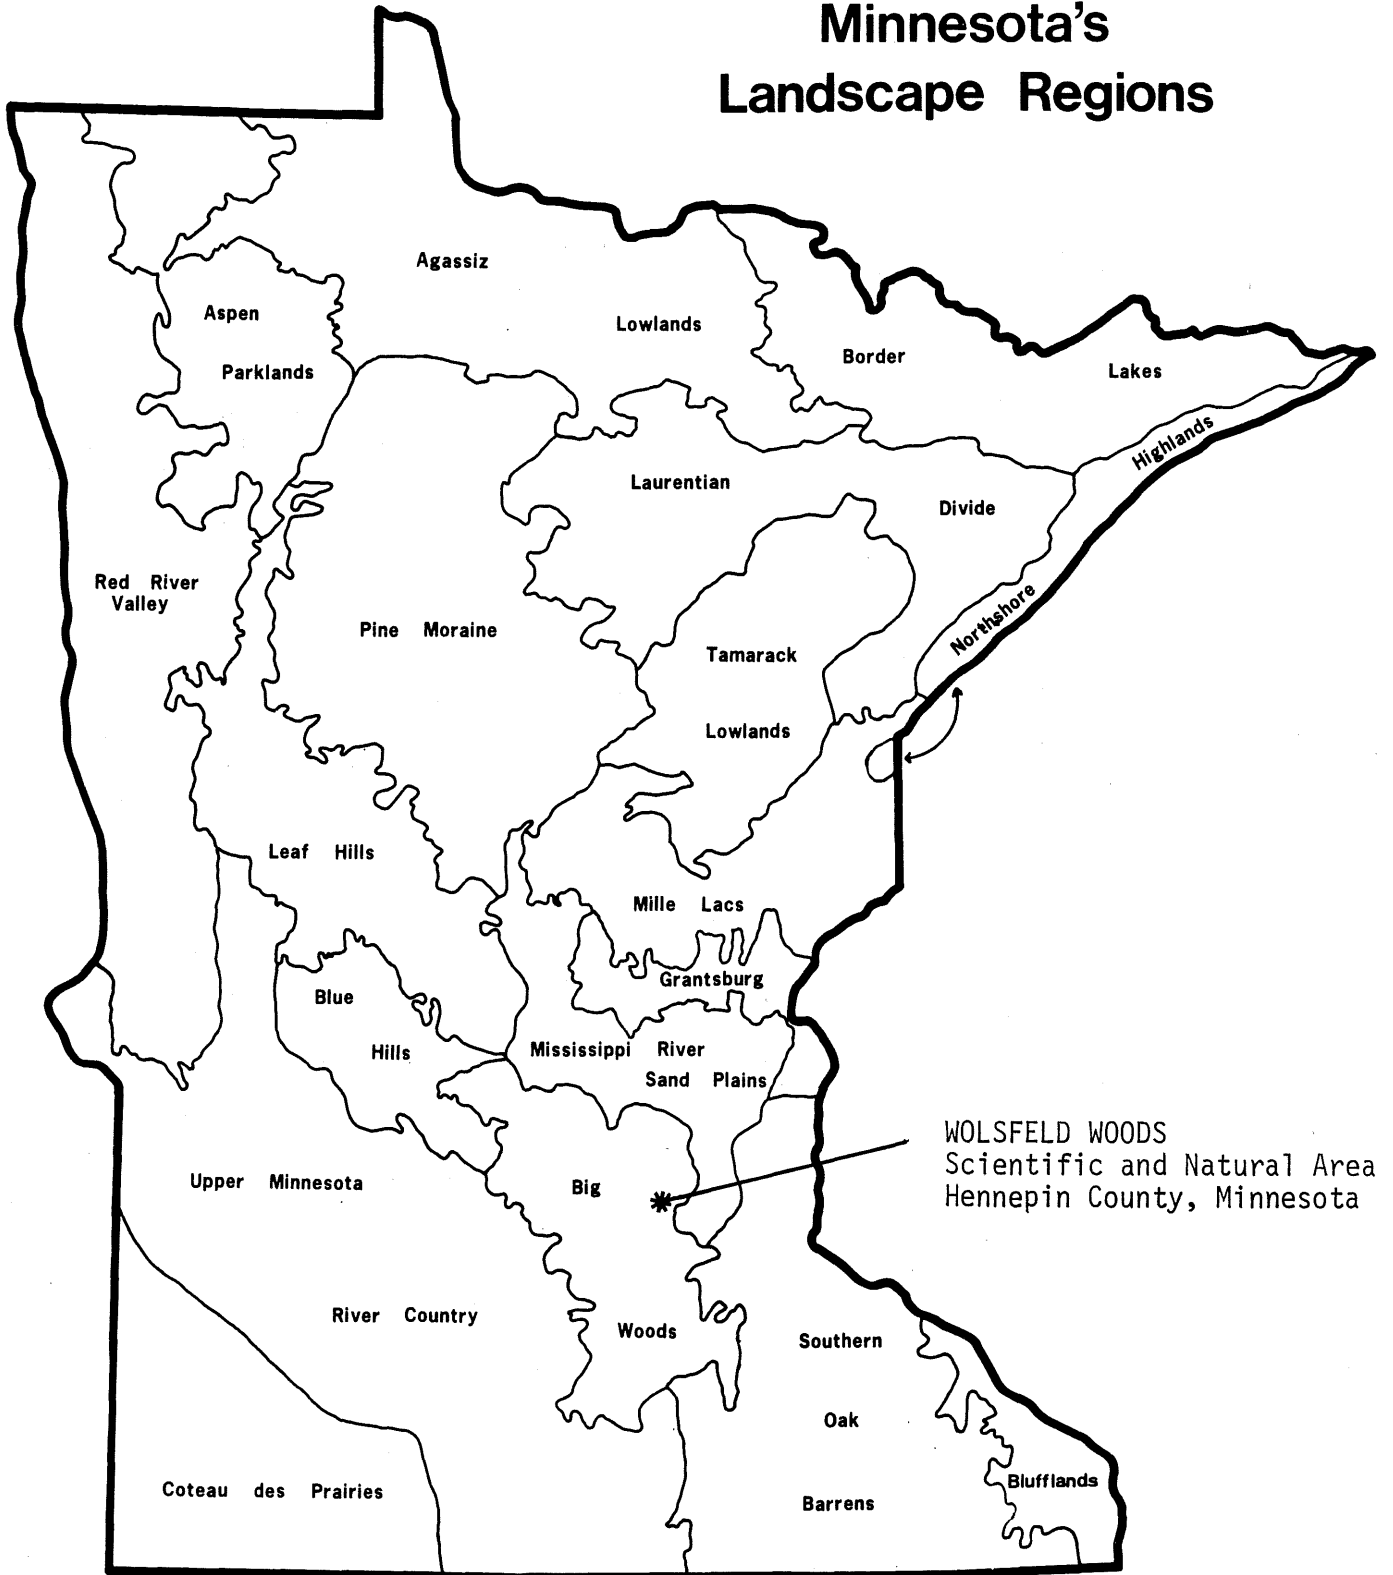 Minnesota's
Landscape Regions
Agassiz
Lowlands
Aspen
Parklands
Border
Lakes
Highlands
Northshore
Laurentian
Divide
Red River
Valley
Pine Moraine
Tamarack
Lowlands
Leaf Hills
Mille Lacs
Grantsburg
Blue
Hills
Mississippi River
Sand Plains
WOLSFELD WOODS
Scientific and Natural Area
Hennepin County, Minnesota
Upper Minnesota
River Country
Big
Woods
Southern
Oak
Barrens
Blufflands
Coteau des Prairies